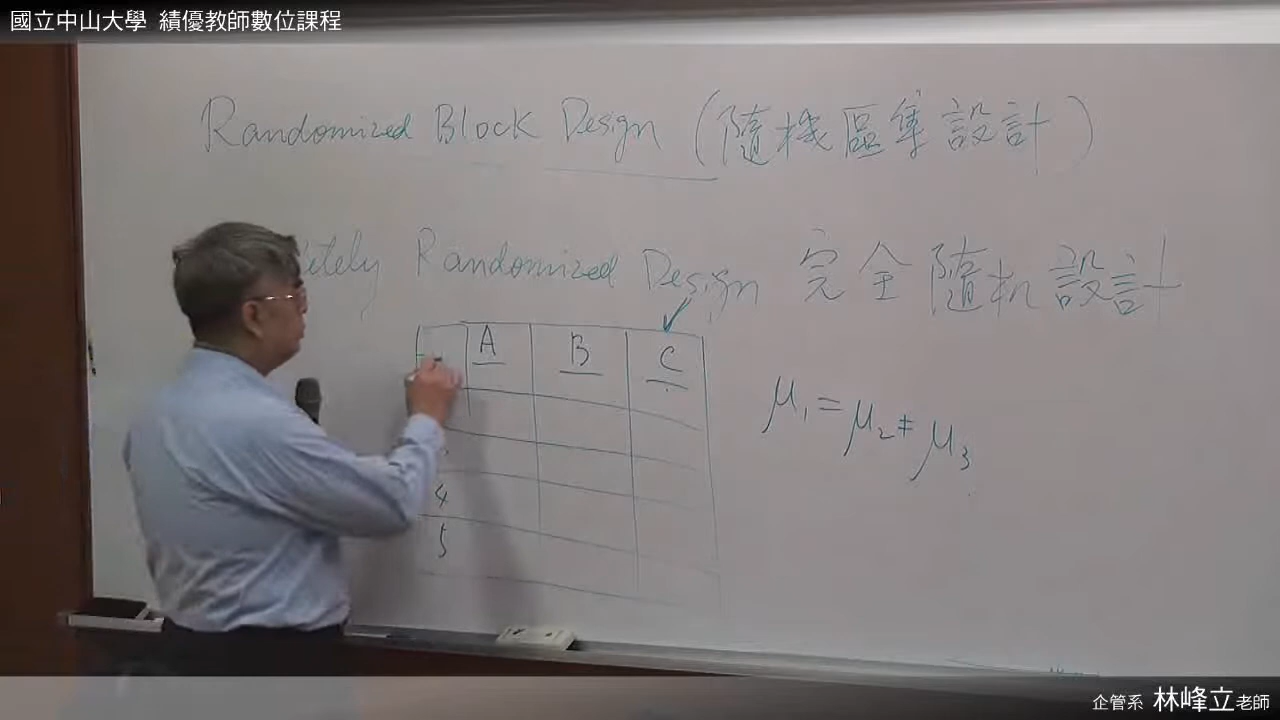 國立中山大學 績優教師數位課程
Randomized Block Design (隨機區集設計)
Randomized Design 完全隨机設計
A B C
4
5
μ₁=μ₂≠μ₃
企管系 林峰立老師